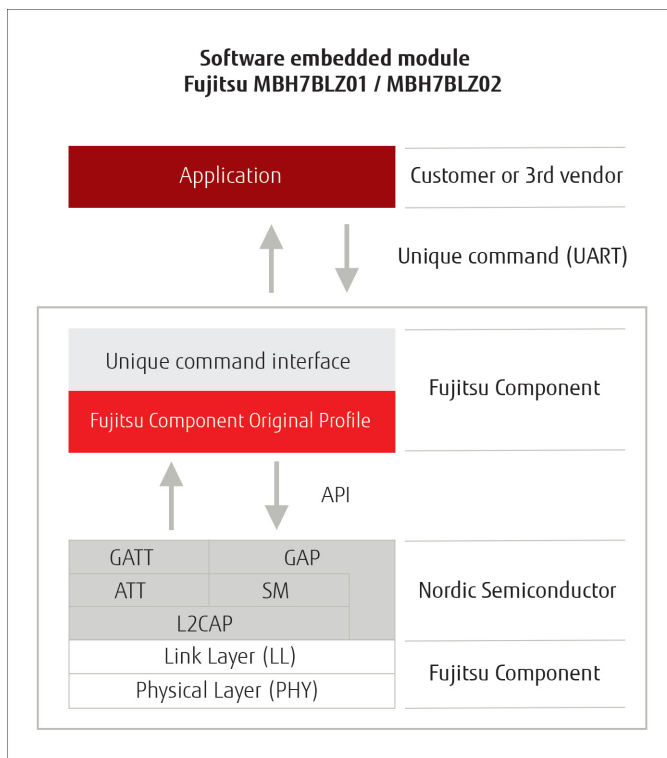 Software embedded module
Fujitsu MBH7BLZ01 / MBH7BLZ02
Application
Customer or 3rd vendor
Unique command (UART)
Unique command interface
Fujitsu Component Original Profile
Fujitsu Component
API
GATT
GAP
ATT
SM
L2CAP
Nordic Semiconductor
Link Layer (LL)
Physical Layer (PHY)
Fujitsu Component